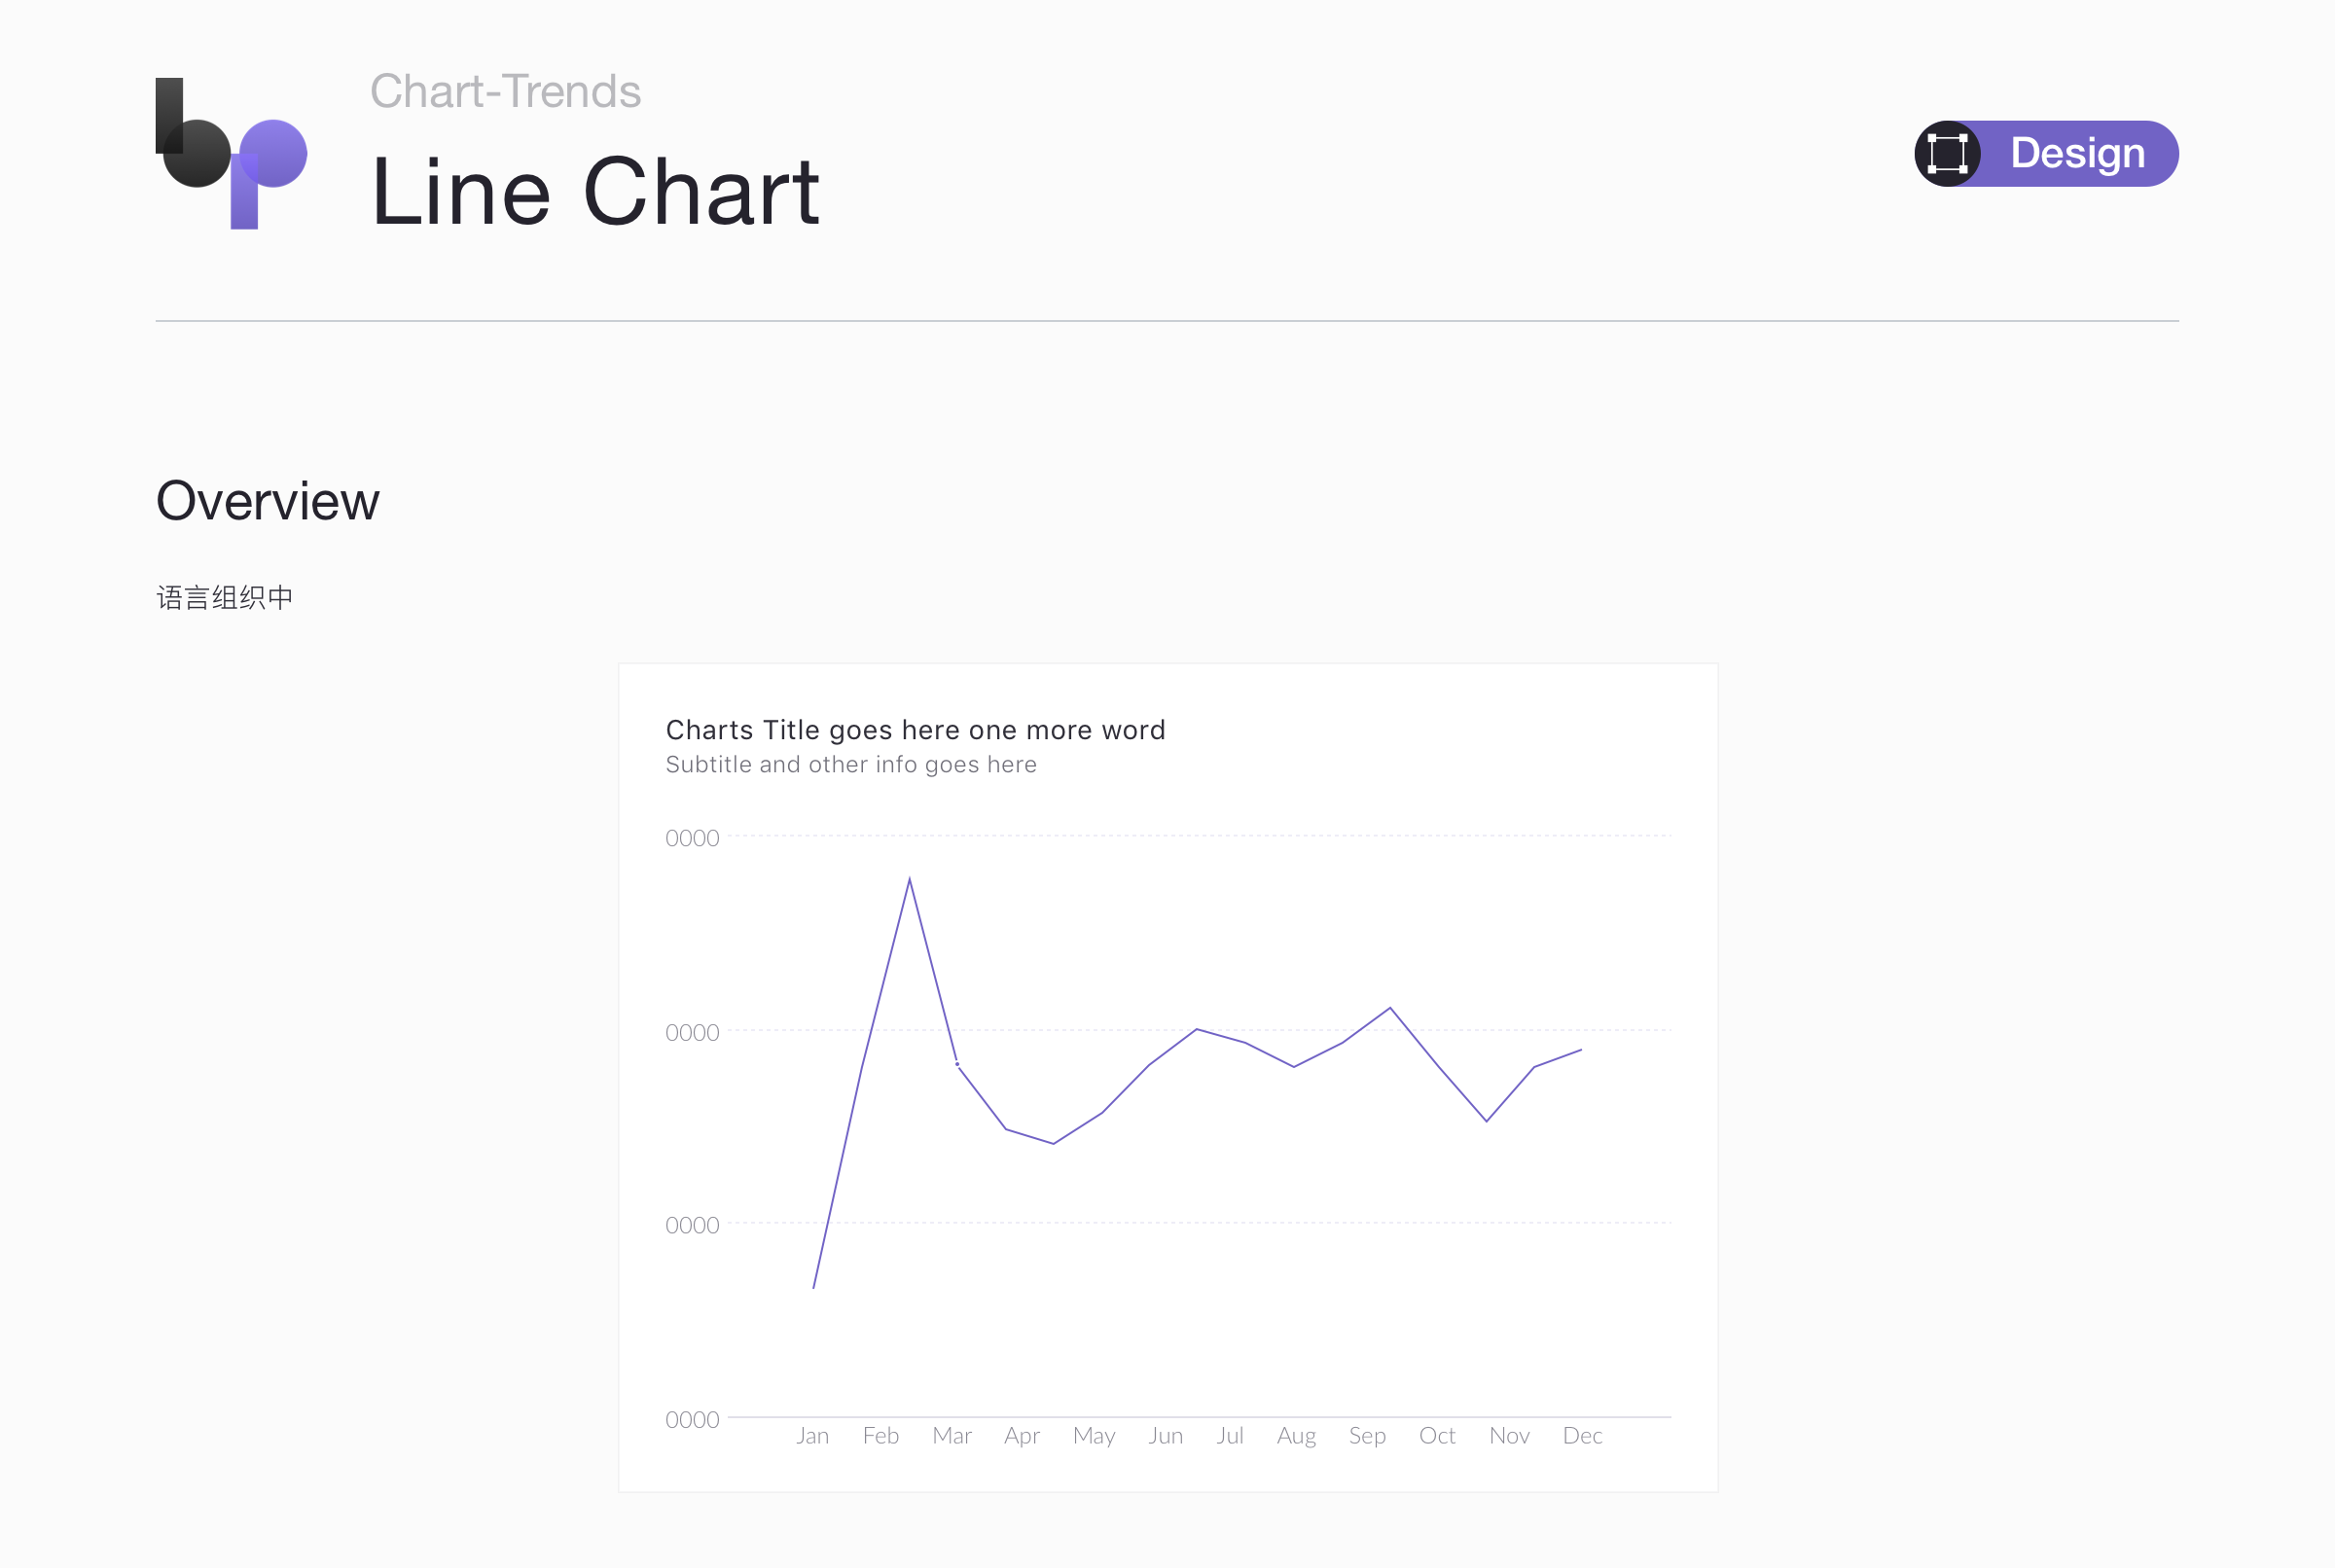 bp
Chart-Trends
Line Chart
Design
Overview
语言组织中
Charts Title goes here one more word
Subtitle and other info goes here
0000
0000
0000
0000
Jan Feb Mar Apr May Jun Jul Aug Sep Oct Nov Dec